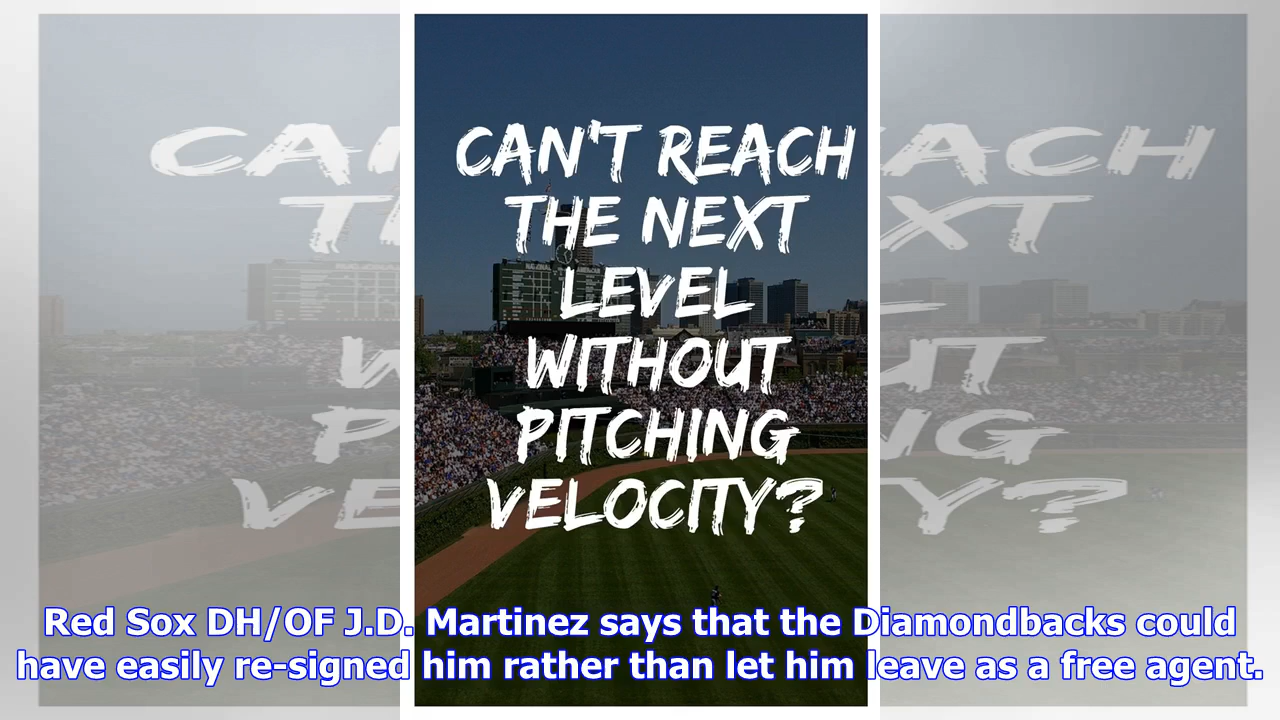 CAN'T REACH
THE NEXT
LEVEL
WITHOUT
PITCHING
VELOCITY?
Red Sox DH/OF J.D. Martinez says that the Diamondbacks could
have easily re-signed him rather than let him leave as a free agent.